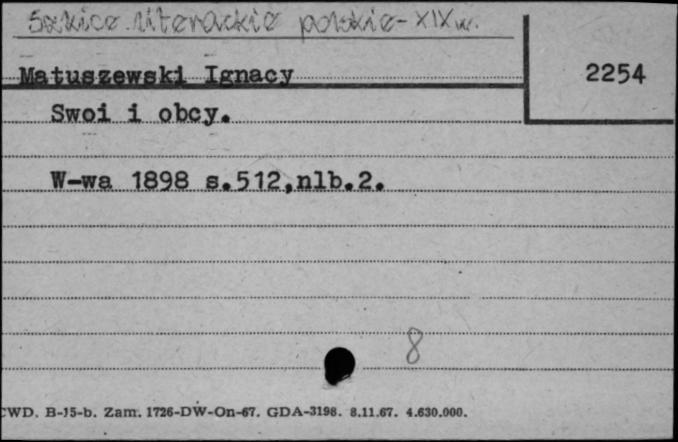 Szkice literackie polskie - XIX w.
Matuszewski Ignacy
2254
Swoi i obcy.
W-wa 1898 s.512,nlb.2.
8
CWD. B-15-b. Zam. 1726-DW-On-67. GDA-3198. 8.11.67. 4.630.000.